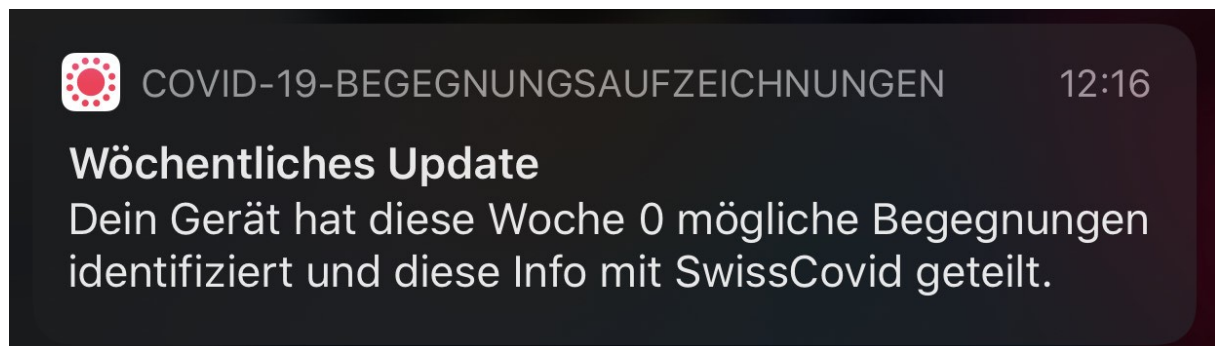 COVID-19-BEGEGNUNGSAUFZEICHNUNGEN 12:16
Wöchentliches Update
Dein Gerät hat diese Woche 0 mögliche Begegnungen
identifiziert und diese Info mit SwissCovid geteilt.